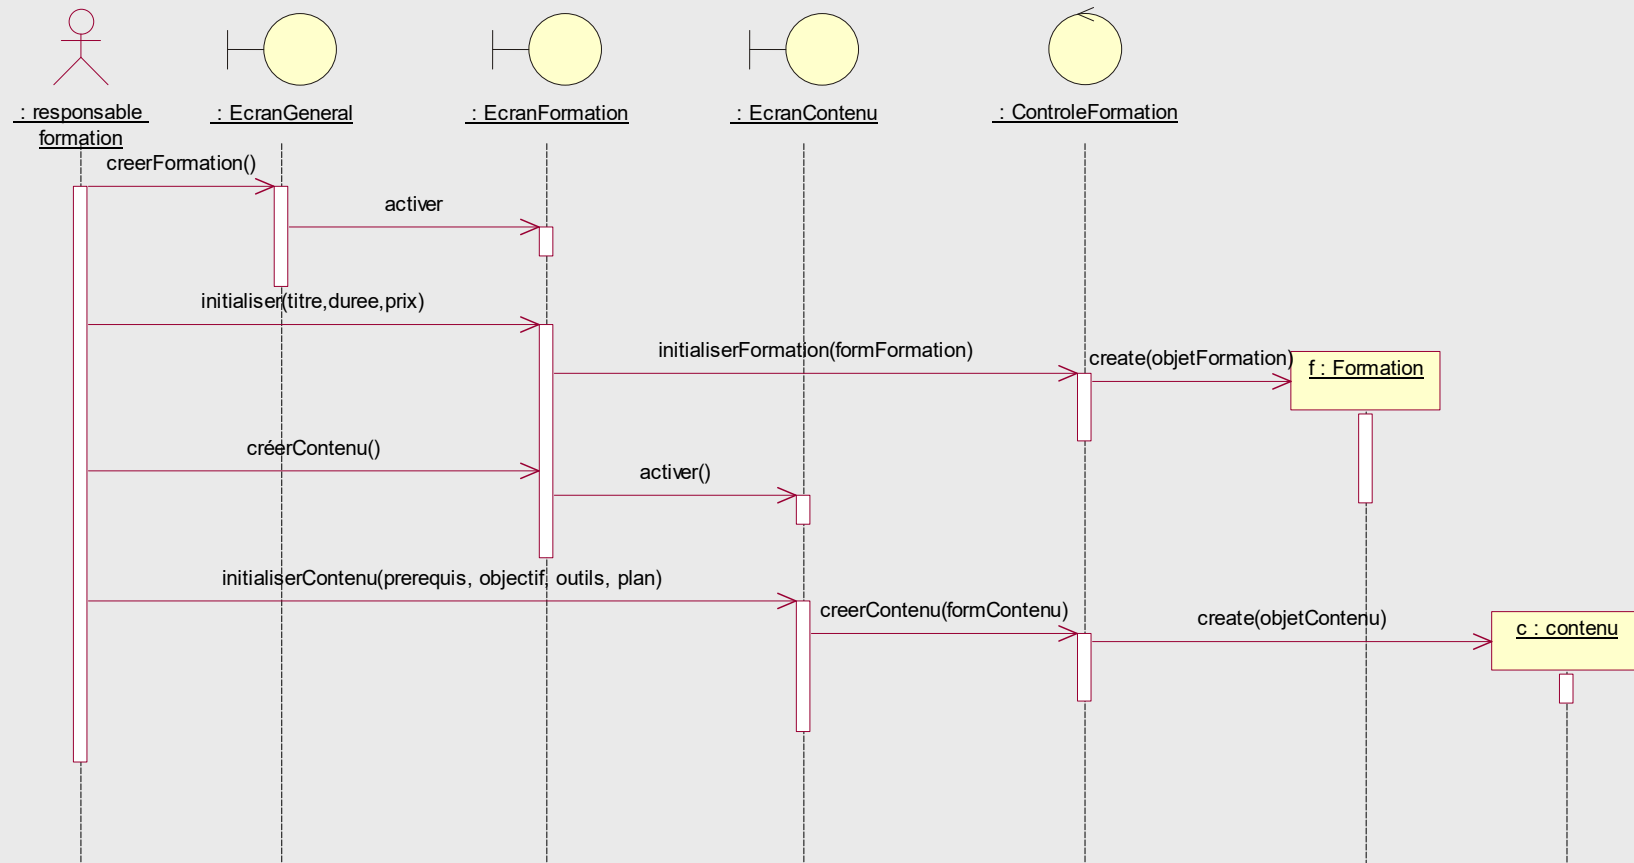 : responsable
formation
: EcranGeneral
: EcranFormation
: EcranContenu
: ControleFormation
creerFormation()
activer
initialiser(titre,duree,prix)
initialiserFormation(formFormation)
create(objetFormation)
f : Formation
créerContenu()
activer()
initialiserContenu(prerequis, objectif, outils, plan)
creerContenu(formContenu)
create(objetContenu)
c : contenu